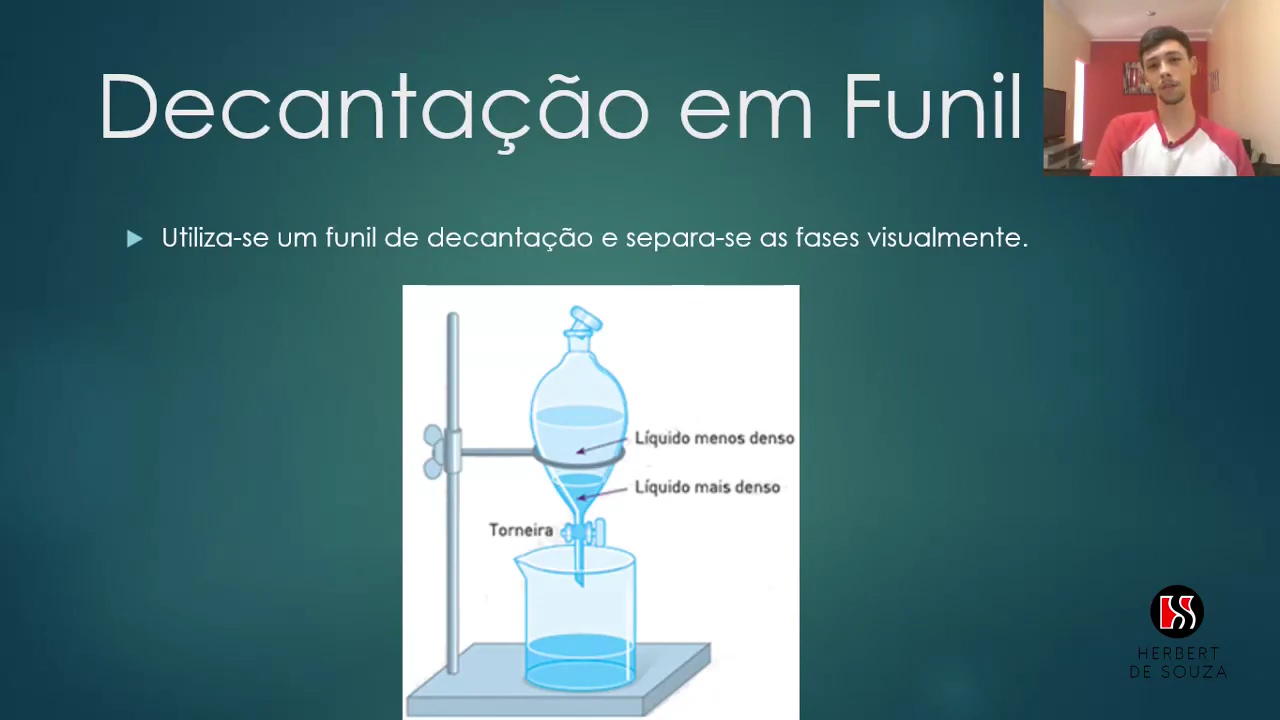 Decantação em Funil
Utiliza-se um funil de decantação e separa-se as fases visualmente.
Líquido menos denso
Líquido mais denso
Torneira
HERBERT
DE SOUZA